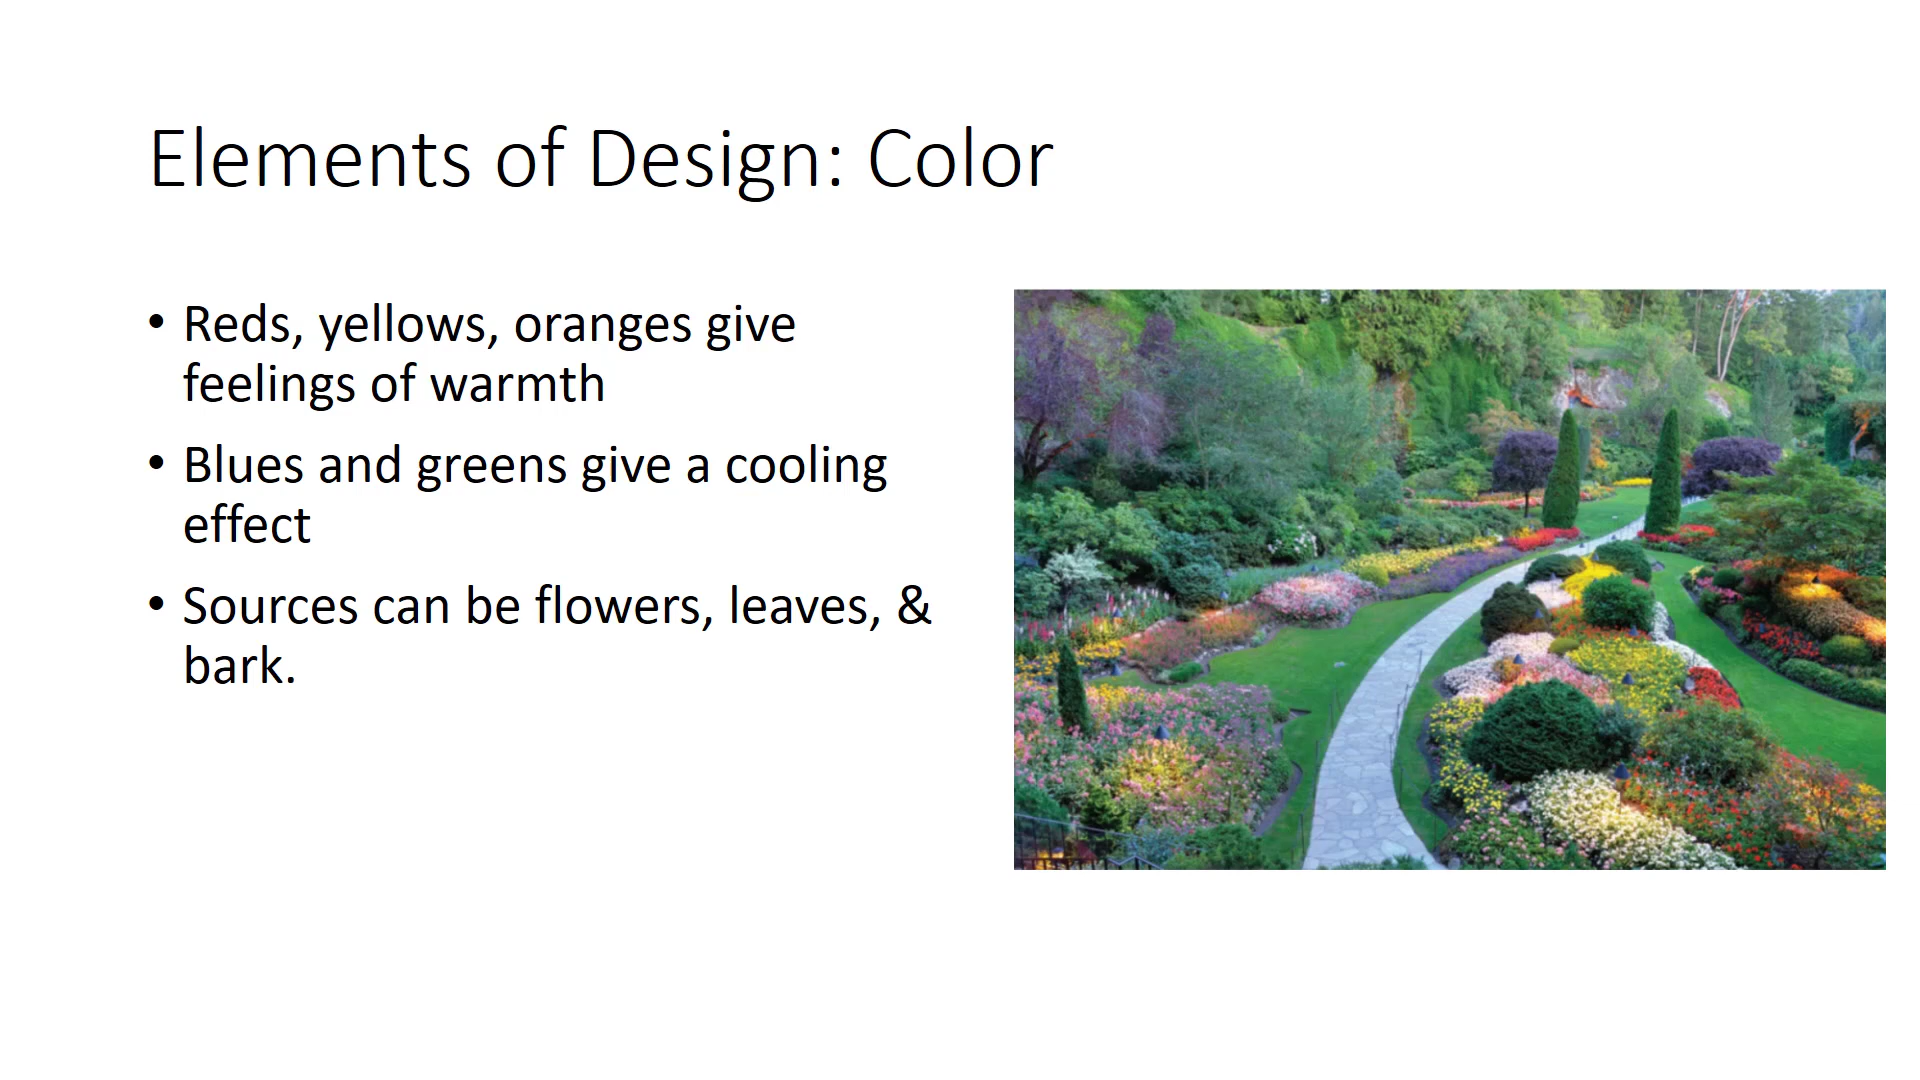 Elements of Design: Color
• Reds, yellows, oranges give
feelings of warmth
• Blues and greens give a cooling
effect
• Sources can be flowers, leaves, &
bark.